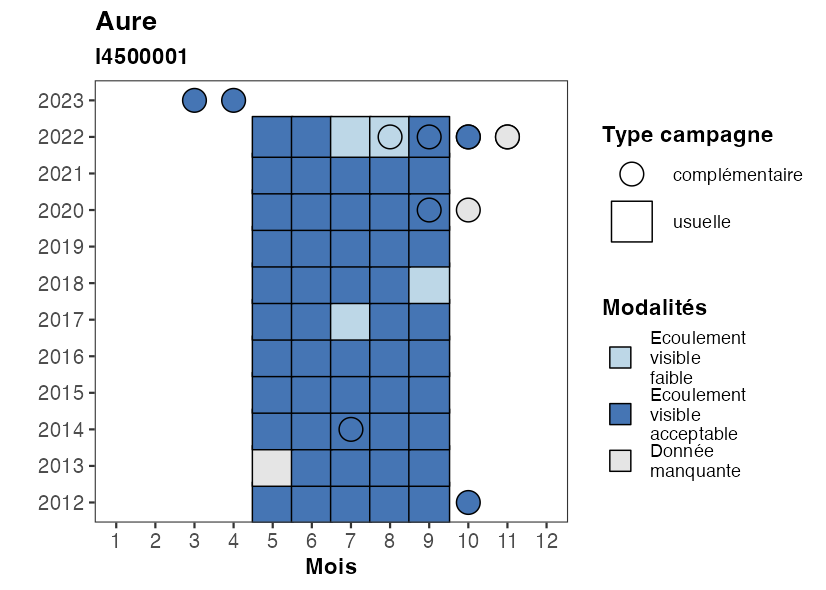 Aure
I4500001
2023
2022
2021
2020
2019
2018
2017
2016
2015
2014
2013
2012
1 2 3 4 5 6 7 8 9 10 11 12
Mois
Type campagne
complémentaire
usuelle
Modalités
Ecoulement
visible
faible
Ecoulement
visible
acceptable
Donnée
manquante